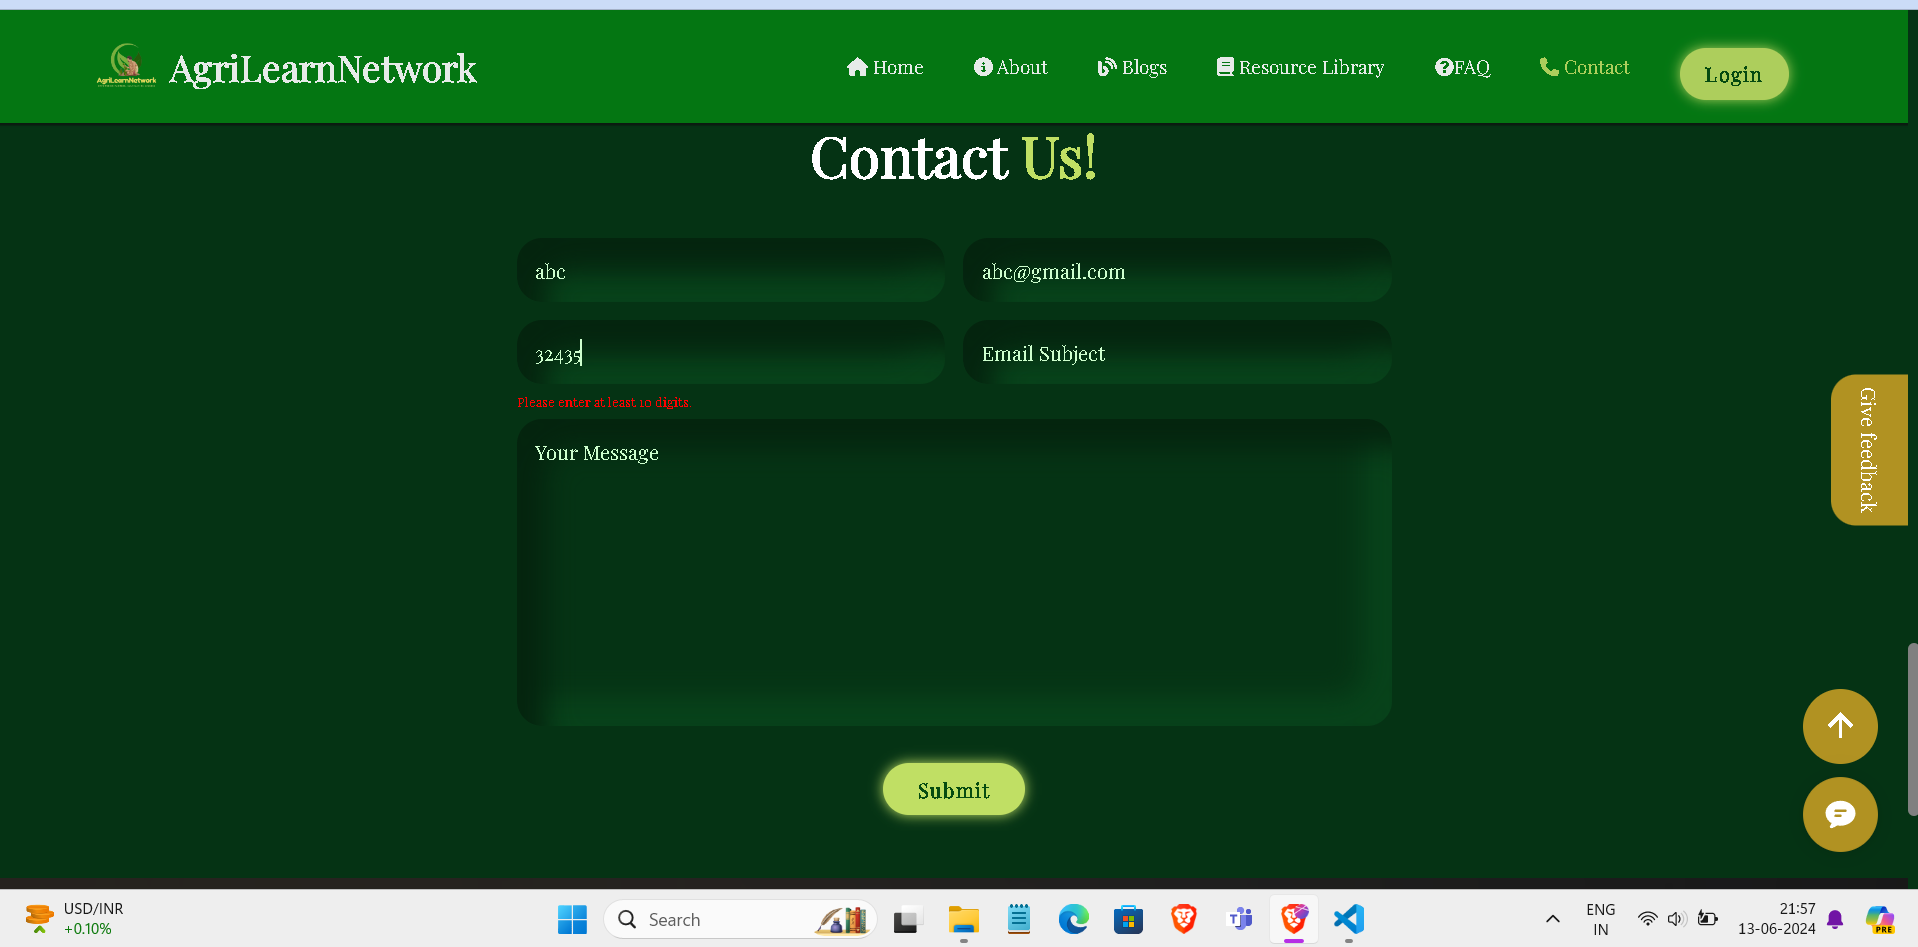 AgriLearnNetwork
AgriLearnNetwork
Home
About
Blogs
Resource Library
FAQ
Contact
Login
Contact Us!
abc
abc@gmail.com
32435
Email Subject
Please enter at least 10 digits.
Your Message
Give feedback
Submit
USD/INR
+0.10%
Search
ENG
IN
21:57
13-06-2024
PRE